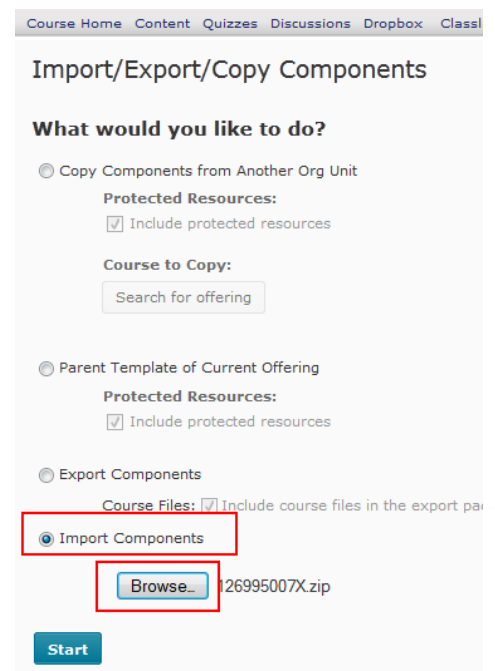 Course Home Content Quizzes Discussions Dropbox Classl
Import/Export/Copy Components
What would you like to do?
Copy Components from Another Org Unit
Protected Resources:
Include protected resources
Course to Copy:
Search for offering
Parent Template of Current Offering
Protected Resources:
Include protected resources
Export Components
Course Files: Include course files in the export pac
Import Components
Browse... 126995007X.zip
Start